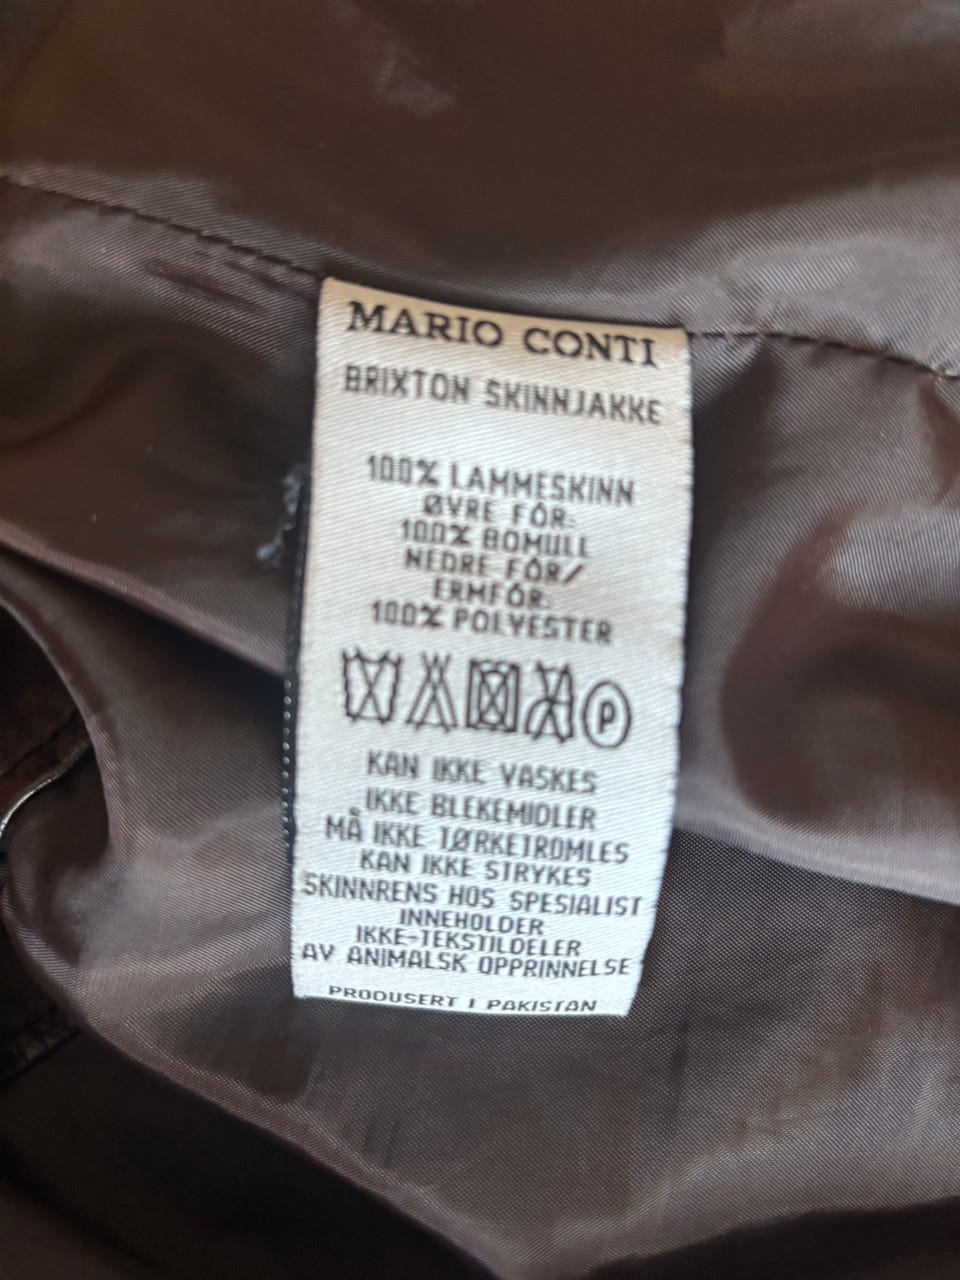 MARIO CONTI
BRIXTON SKINNJAKKE
100% LAMMESKINN
ØVRE FÔR:
100% BOMULL
NEDRE FÔR/
ERMFÔR:
100% POLYESTER
P
KAN IKKE VASKES
IKKE BLEKEMIDLER
MÅ IKKE TØRKETROMLES
KAN IKKE STRYKES
SKINNRENS HOS SPESIALIST
INNEHOLDER
IKKE-TEKSTILDELER
AV ANIMALSK OPPRINNELSE
PRODUSERT I PAKISTAN